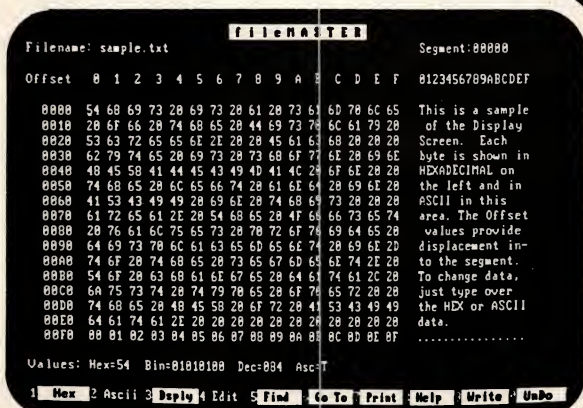 fileMASTER
Filename: sample.txt Segment:00000
Offset 0 1 2 3 4 5 6 7 8 9 A B C D E F 0123456789ABCDEF
0000 54 68 69 73 20 69 73 20 61 20 73 61 6D 70 6C 65 This is a sample
0010 20 6F 66 20 74 68 65 20 44 69 73 70 6C 61 79 20 of the Display
0020 53 63 72 65 65 6E 2E 20 20 45 61 63 68 20 20 20 Screen. Each
0030 62 79 74 65 20 69 73 20 73 68 6F 77 6E 20 69 6E byte is shown in
0040 48 45 58 41 44 45 43 49 4D 41 4C 20 6F 6E 20 20 HEXADECIMAL on
0050 74 68 65 20 6C 65 66 74 20 61 6E 64 20 69 6E 20 the left and in
0060 41 53 43 49 49 20 69 6E 20 74 68 69 73 20 20 20 ASCII in this
0070 61 72 65 61 2E 20 54 68 65 20 4F 66 66 73 65 74 area. The Offset
0080 20 76 61 6C 75 65 73 20 70 72 6F 76 69 64 65 20 values provide
0090 64 69 73 70 6C 61 63 65 6D 65 6E 74 20 69 6E 2D displacement in-
00A0 74 6F 20 74 68 65 20 73 65 67 6D 65 6E 74 2E 20 to the segment.
00B0 54 6F 20 63 68 61 6E 67 65 20 64 61 74 61 2C 20 To change data,
00C0 6A 75 73 74 20 74 79 70 65 20 6F 76 65 72 20 20 just type over
00D0 74 68 65 20 48 45 58 20 6F 72 20 41 53 43 49 49 the HEX or ASCII
00E0 64 61 74 61 2E 20 20 20 20 20 20 20 20 20 20 20 data.
00F0 00 01 02 03 04 05 06 07 08 09 0A 0B 0C 0D 0E 0F ................
Values: Hex=54 Bin=01010100 Dec=084 Asc=T
1 Hex 2 Ascii 3 Dsply 4 Edit 5 Find Go To Print Help Write UnDo